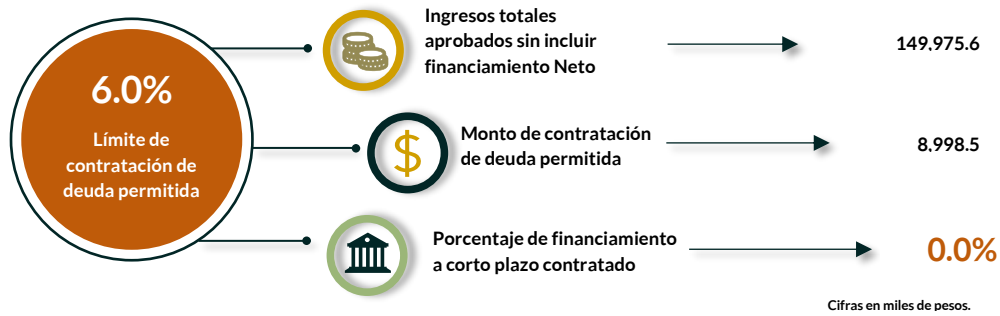 6.0%
Límite de
contratación de
deuda permitida
Ingresos totales
aprobados sin incluir
financiamiento Neto
149,975.6
$
Monto de contratación
de deuda permitida
8,998.5
Porcentaje de financiamiento
a corto plazo contratado
0.0%
Cifras en miles de pesos.